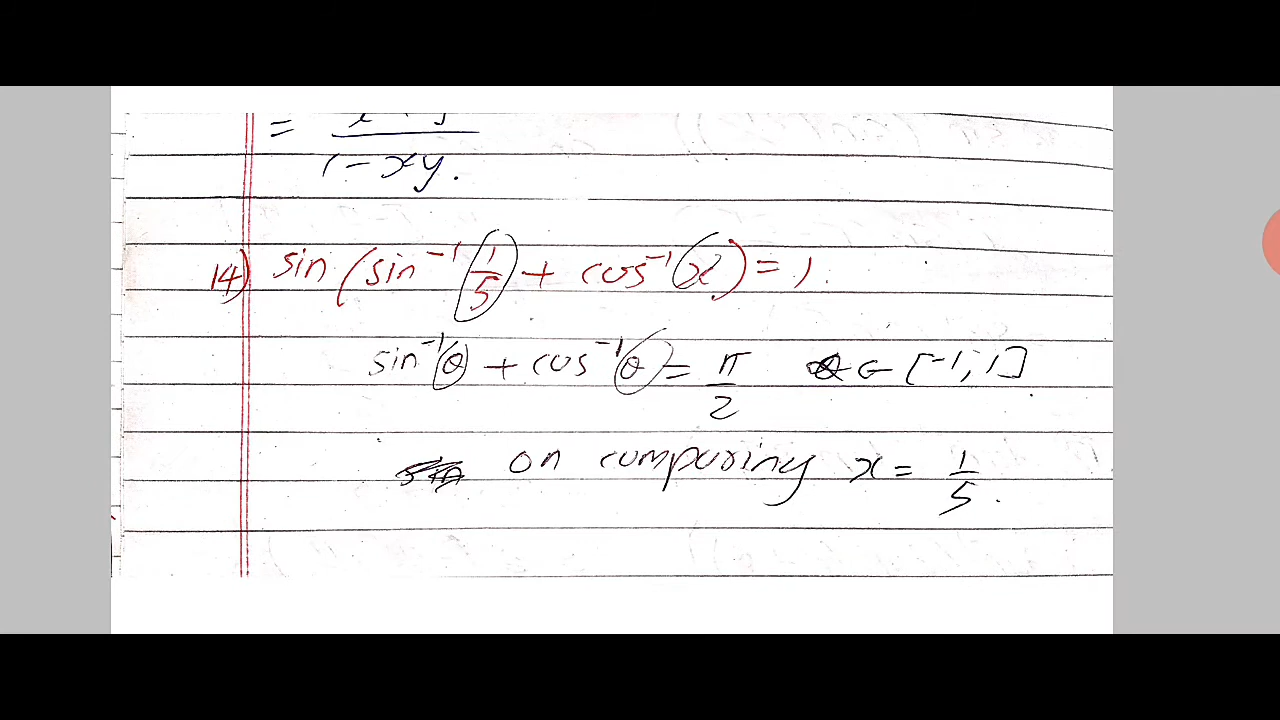 =
1-xy.
14) sin(sin⁻¹(1/5) + cos⁻¹(x)) = 1.
sin⁻¹(θ) + cos⁻¹(θ) = π/2 ∈ [-1, 1]
on comparing x = 1/5.